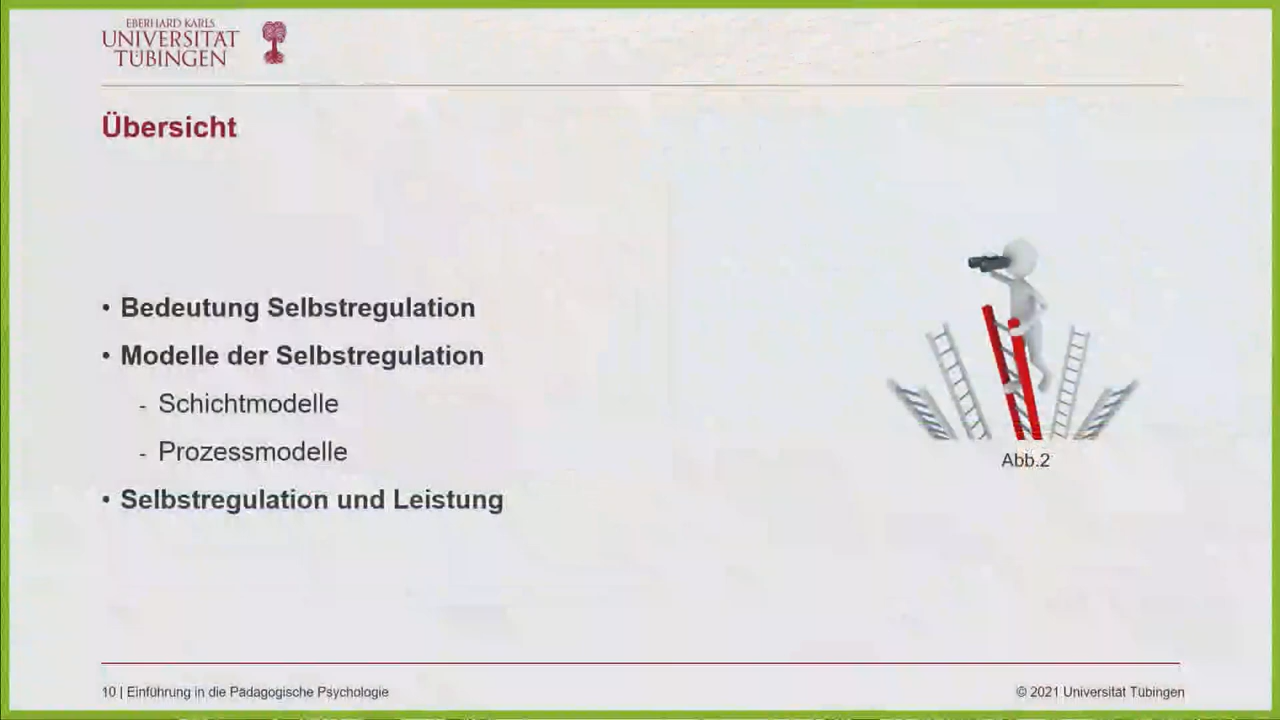 EBERHARD KARLS
UNIVERSITÄT
TÜBINGEN
Übersicht
• Bedeutung Selbstregulation
• Modelle der Selbstregulation
- Schichtmodelle
- Prozessmodelle
• Selbstregulation und Leistung
Abb.2
10 | Einführung in die Pädagogische Psychologie
© 2021 Universität Tübingen